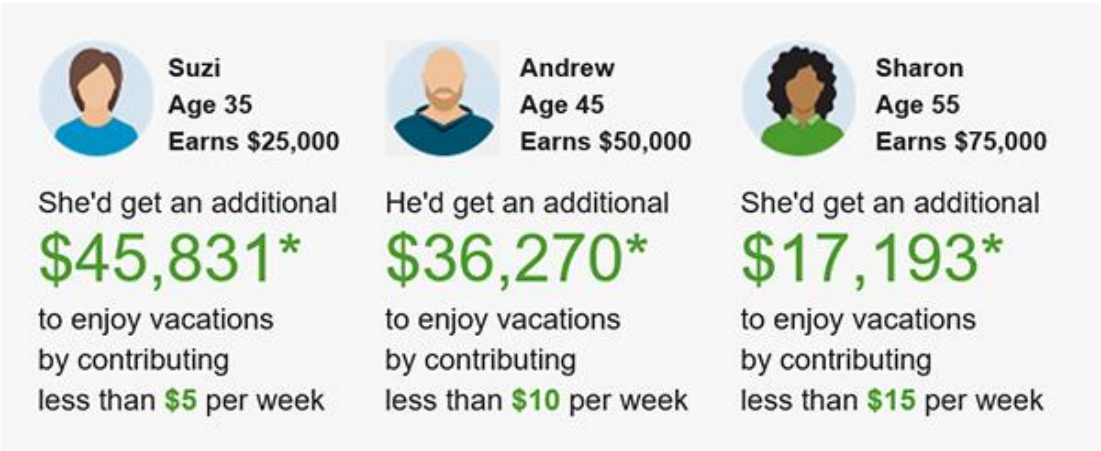 Suzi
Age 35
Earns $25,000
She'd get an additional
$45,831*
to enjoy vacations
by contributing
less than $5 per week
Andrew
Age 45
Earns $50,000
He'd get an additional
$36,270*
to enjoy vacations
by contributing
less than $10 per week
Sharon
Age 55
Earns $75,000
She'd get an additional
$17,193*
to enjoy vacations
by contributing
less than $15 per week